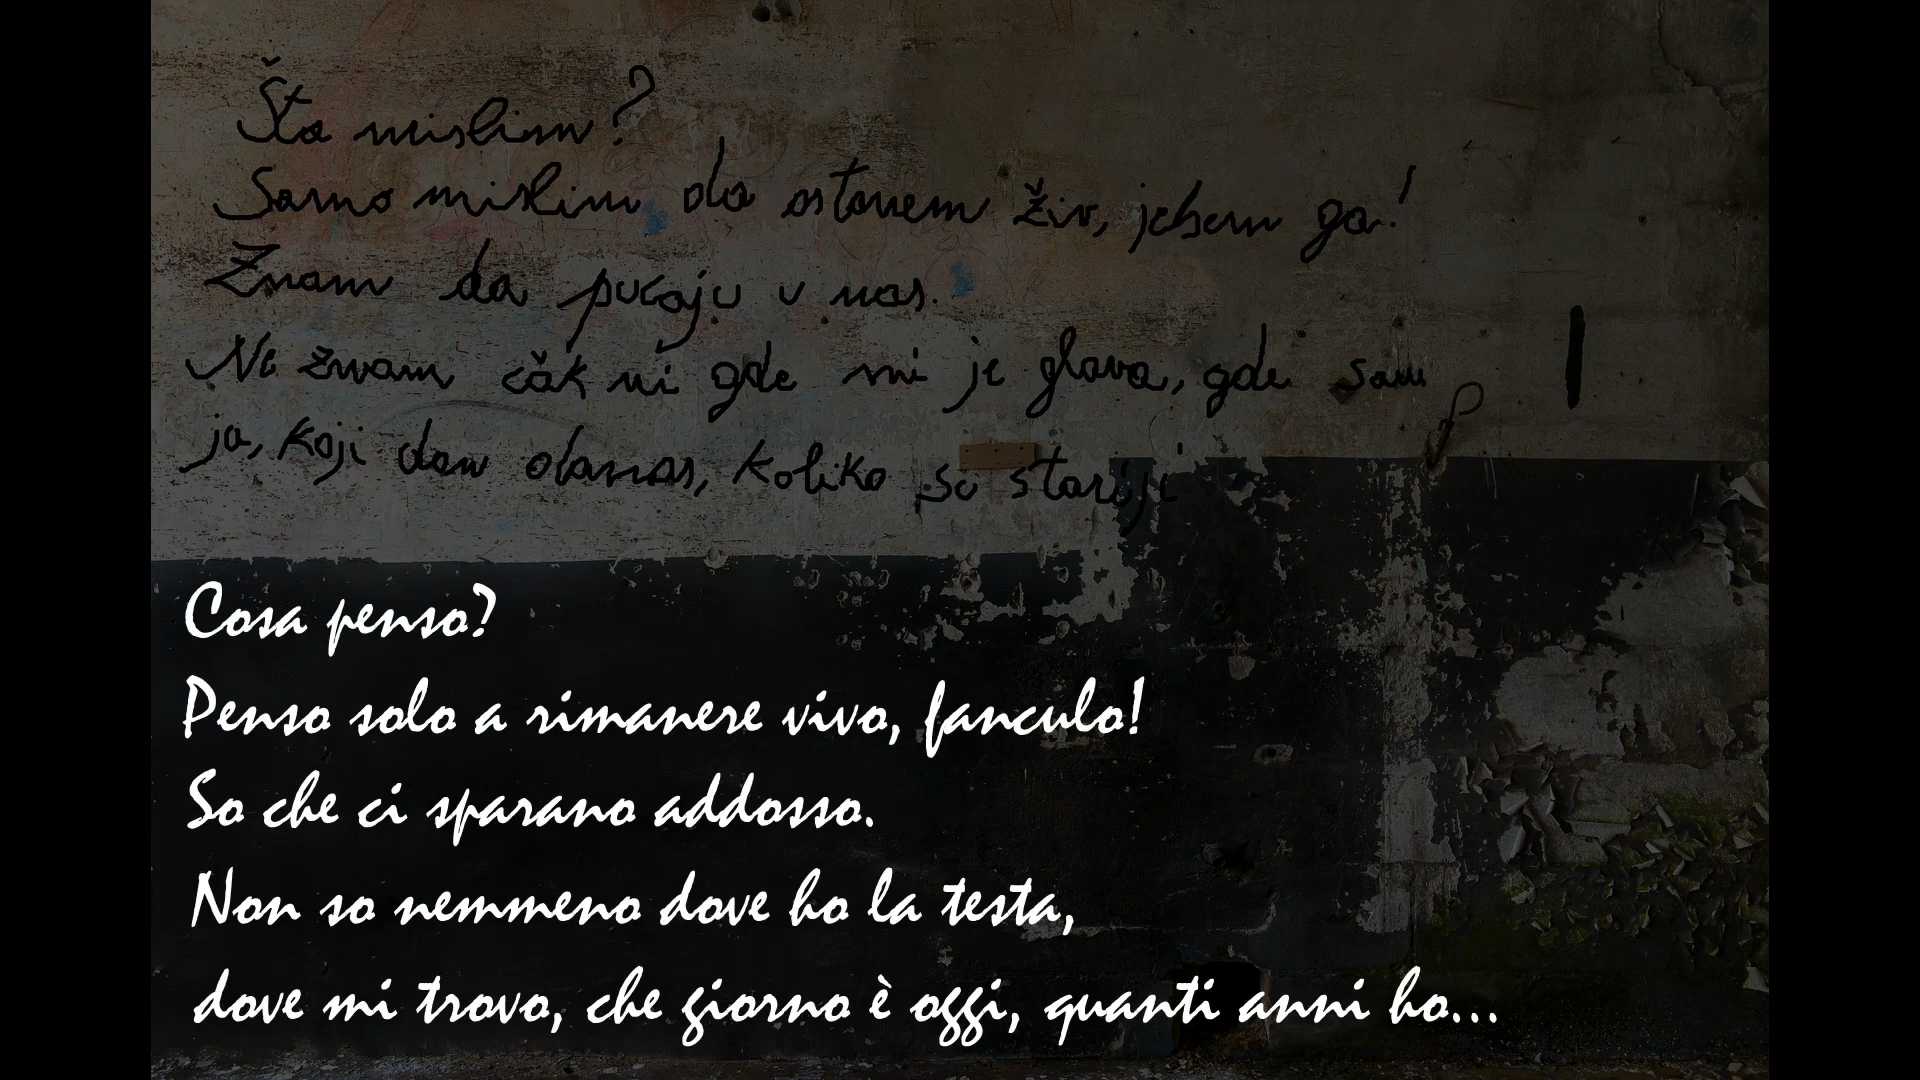 Šta mislim?
Samo mislim da ostanem živ, jebem ga!
Znam da pucaju u nas.
Ne znam čak ni gde mi je glava, gde sam
ja, koji dan danas, koliko su stariji
Cosa penso?
Penso solo a rimanere vivo, fanculo!
So che ci sparano addosso.
Non so nemmeno dove ho la testa,
dove mi trovo, che giorno è oggi, quanti anni ho...